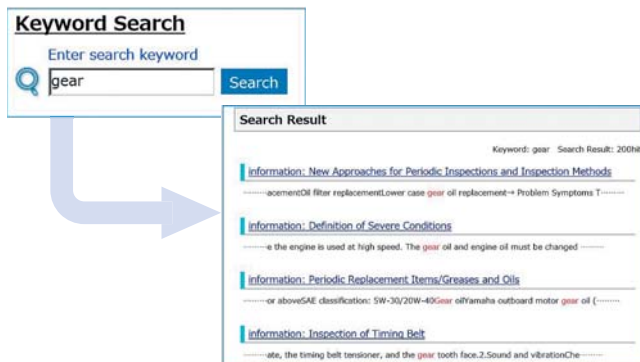 Keyword Search
Enter search keyword
gear
Search
Search Result
Keyword: gear Search Result: 200hit
information: New Approaches for Periodic Inspections and Inspection Methods
·········acementOil filter replacementLower case gear oil replacement→ Problem Symptoms T·········
information: Definition of Severe Conditions
·········e the engine is used at high speed. The gear oil and engine oil must be changed ·········
information: Periodic Replacement Items/Greases and Oils
·········or aboveSAE classification: 5W-30/20W-40Gear oilYamaha outboard motor gear oil (·········
information: Inspection of Timing Belt
·········ate, the timing belt tensioner, and the gear tooth face.2.Sound and vibrationChe·········